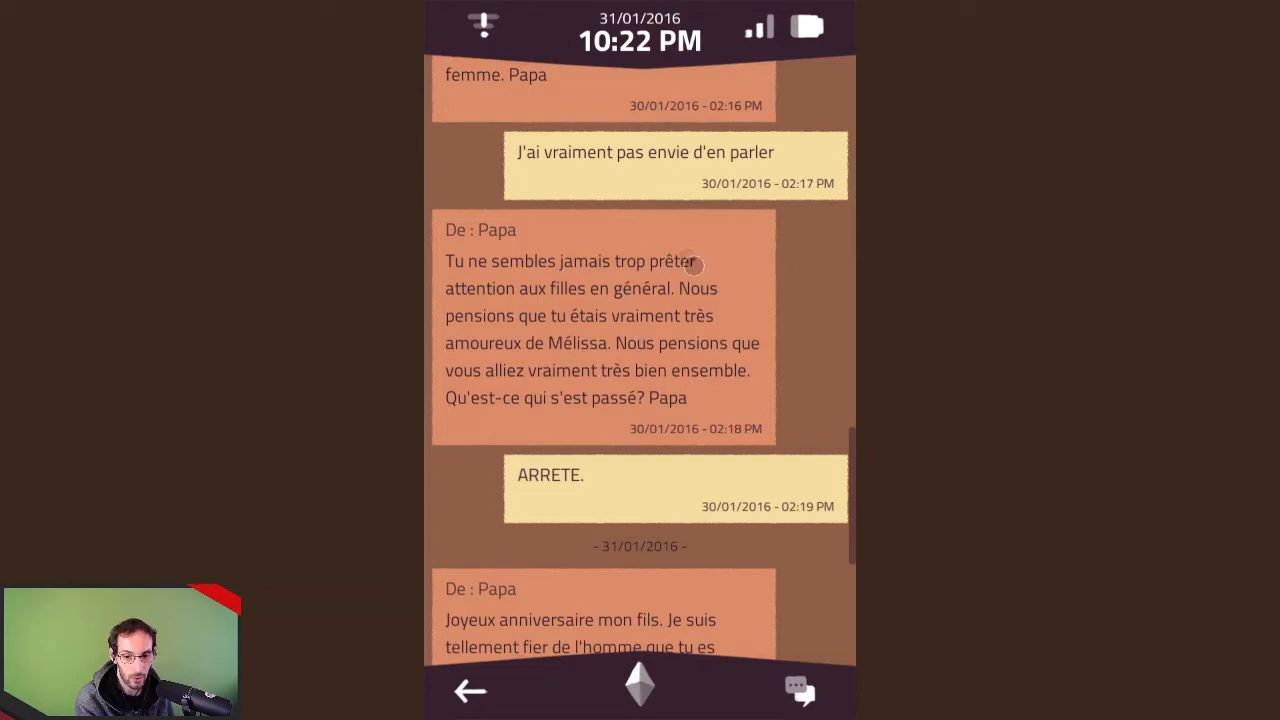 31/01/2016
10:22 PM
femme. Papa
30/01/2016 - 02:16 PM
J'ai vraiment pas envie d'en parler
30/01/2016 - 02:17 PM
De : Papa
Tu ne sembles jamais trop prêter
attention aux filles en général. Nous
pensions que tu étais vraiment très
amoureux de Mélissa. Nous pensions que
vous alliez vraiment très bien ensemble.
Qu'est-ce qui s'est passé? Papa
30/01/2016 - 02:18 PM
ARRETE.
30/01/2016 - 02:19 PM
- 31/01/2016 -
De : Papa
Joyeux anniversaire mon fils. Je suis
tellement fier de l'homme que tu es